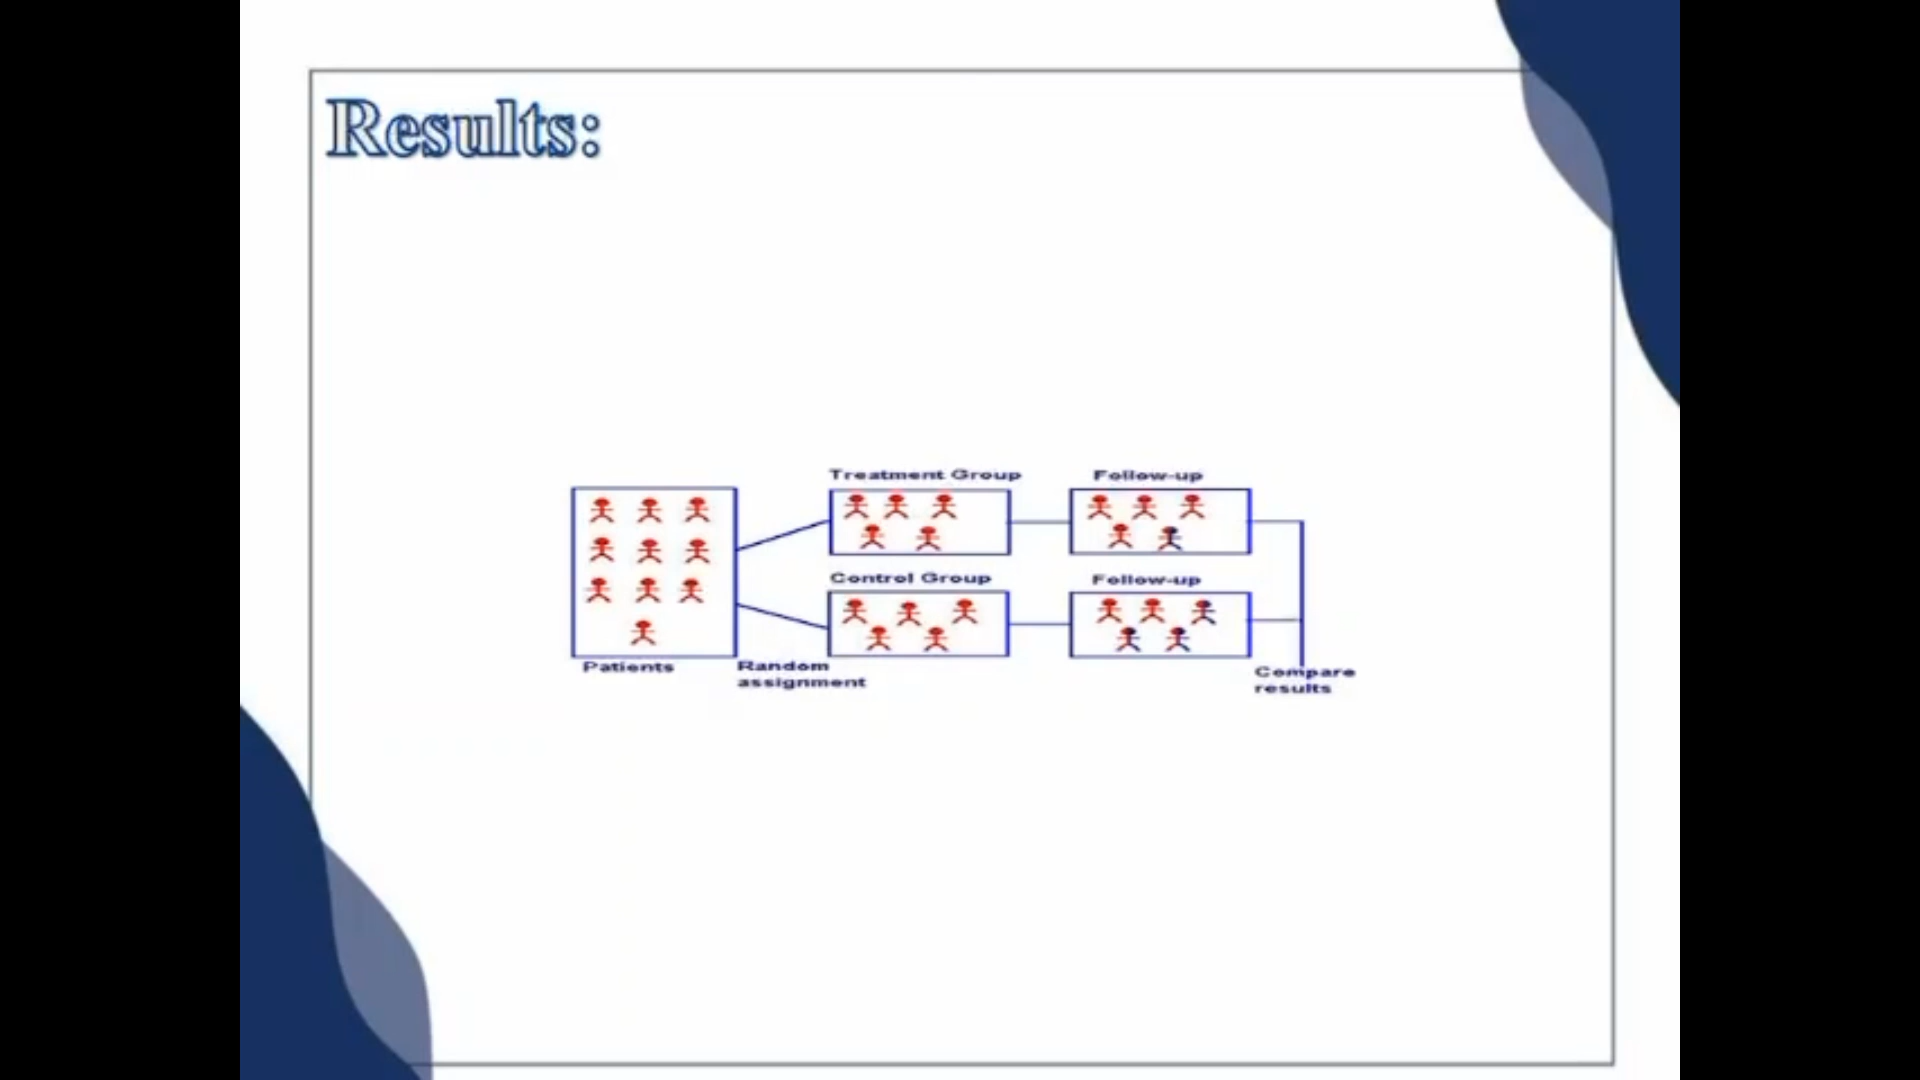 Results:
Treatment Group
Follow-up
Control Group
Follow-up
Patients
Random
assignment
Compare
results